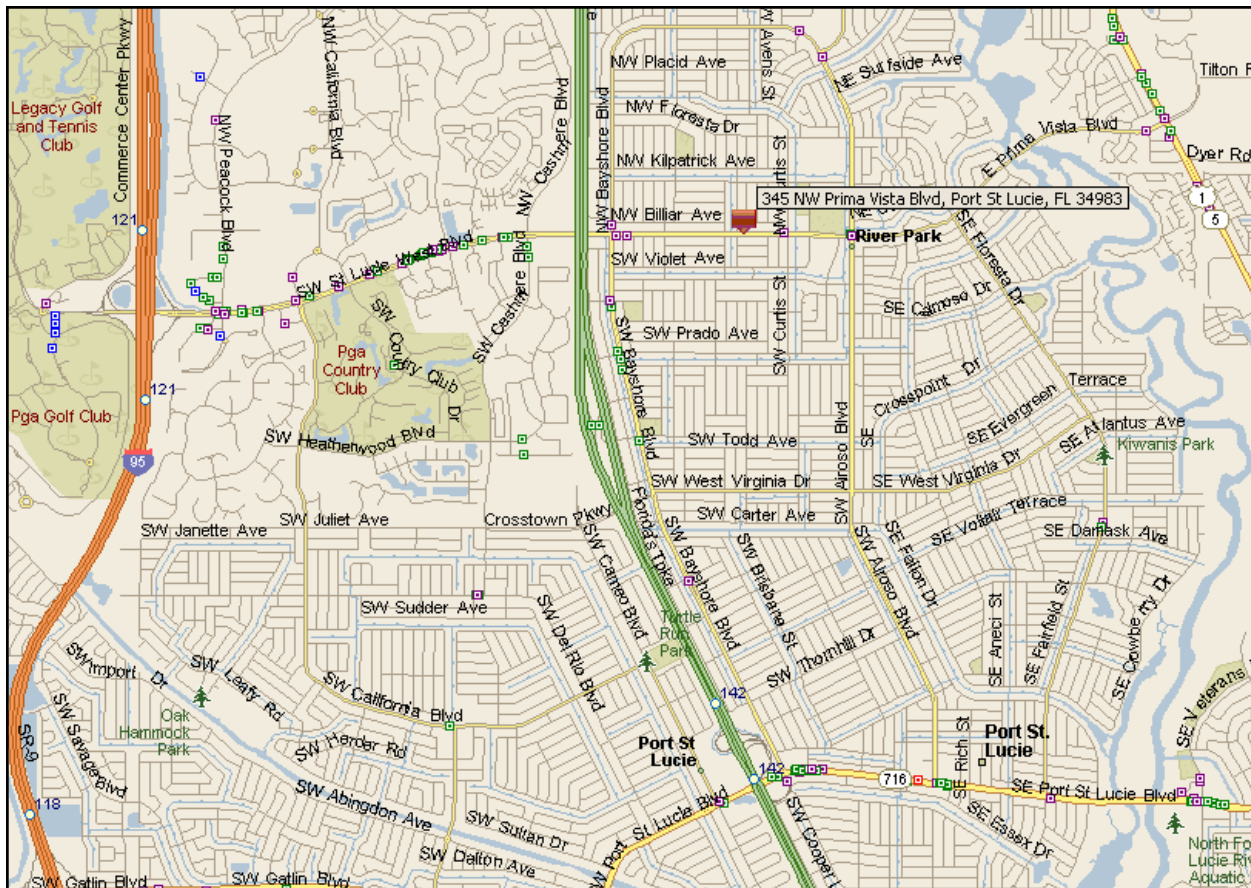 Legacy Golf
and Tennis
Club
Commerce Center Pkwy
NW California Blvd
NW Peacock Blvd
NW Cashmere Blvd
NW Bayshore Blvd
NW Placid Ave
NW Floresta Dr
NW Kilpatrick Ave
NW Billiar Ave
NE Surfside Ave
E Prima Vista Blvd
Tilton
Dyer Rd
1
5
345 NW Prima Vista Blvd, Port St Lucie, FL 34983
River Park
121
SW St Lucie West Blvd
SW Violet Ave
SW Curtis St
SE Floresta Dr
SE Camoso Dr
SW Prado Ave
SW Cashmere Blvd
SW Bayshore Blvd
Pga
Country
Club
121
Pga Golf Club
SE Crosspoint Dr
SE Evergreen Terrace
SE Atlantus Ave
Kiwanis Park
SW Heatherwood Blvd
SW Todd Ave
SW Airoso Blvd
95
SW West Virginia Dr
SE West Virginia Dr
SW Janette Ave
SW Juliet Ave
Crosstown Pkwy
Florida's Tpke
SW Carter Ave
SE Voltair Terrace
SE Damask Ave
SW Cameo Blvd
SW Bayshore Blvd
SW Brisbane St
SW Airoso Blvd
SE Fallon Dr
SW Sudder Ave
SW Del Rio Blvd
Turtle
Run
Park
SW Thornhill Dr
SE Aneci St
SE Fairfield St
SE Cowberry Dr
SE Veterans
SW Import Dr
SW Leafy Rd
Oak
Hammock
Park
SW California Blvd
142
SW Savage Blvd
SW Harder Rd
Port St
Lucie
SE Rich St
Port St.
Lucie
SR-9
142
716
SE Port St Lucie Blvd
118
SW Abingdon Ave
SW Sultan Dr
SW Port St Lucie Blvd
SW Cooper
SE Essex Dr
SW Dalton Ave
SW Gatlin Blvd
North Fo
Lucie Riv
Aquatic